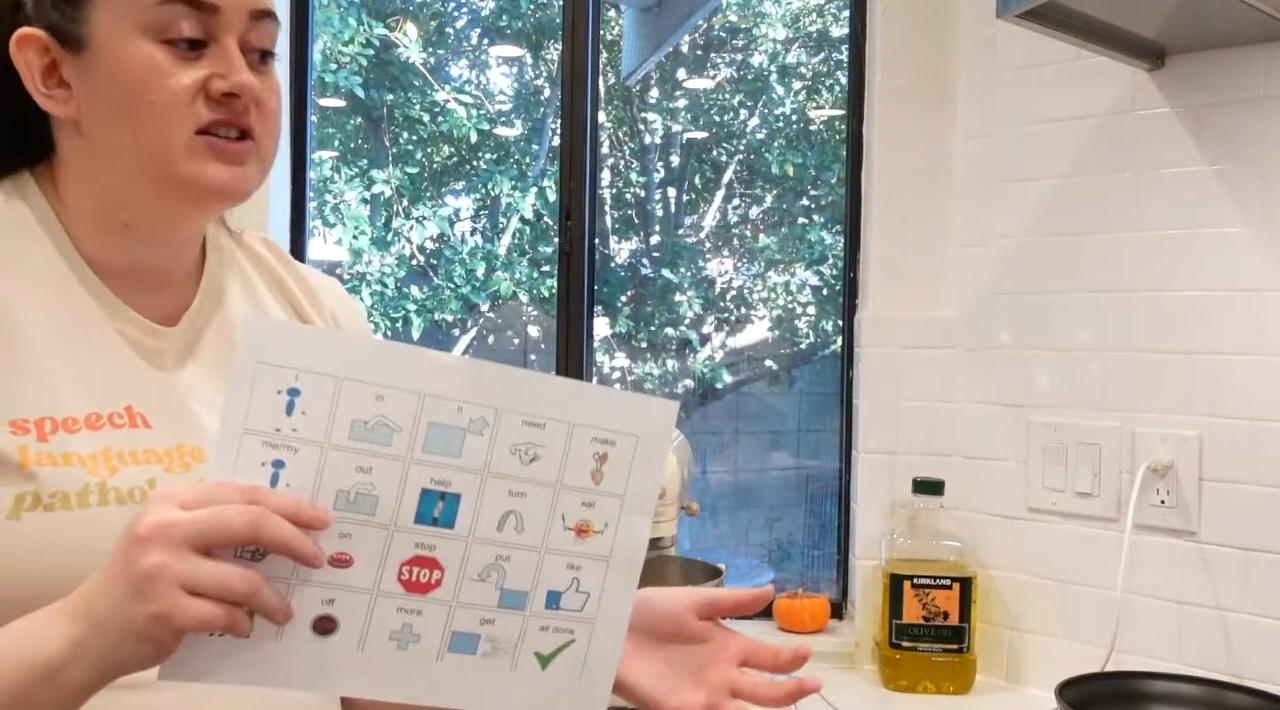 speech
language
I
in
it
need
make
me/my
out
help
turn
eat
on
stop
STOP
put
like
off
more
get
all done
KIRKLAND
OLIVE OIL